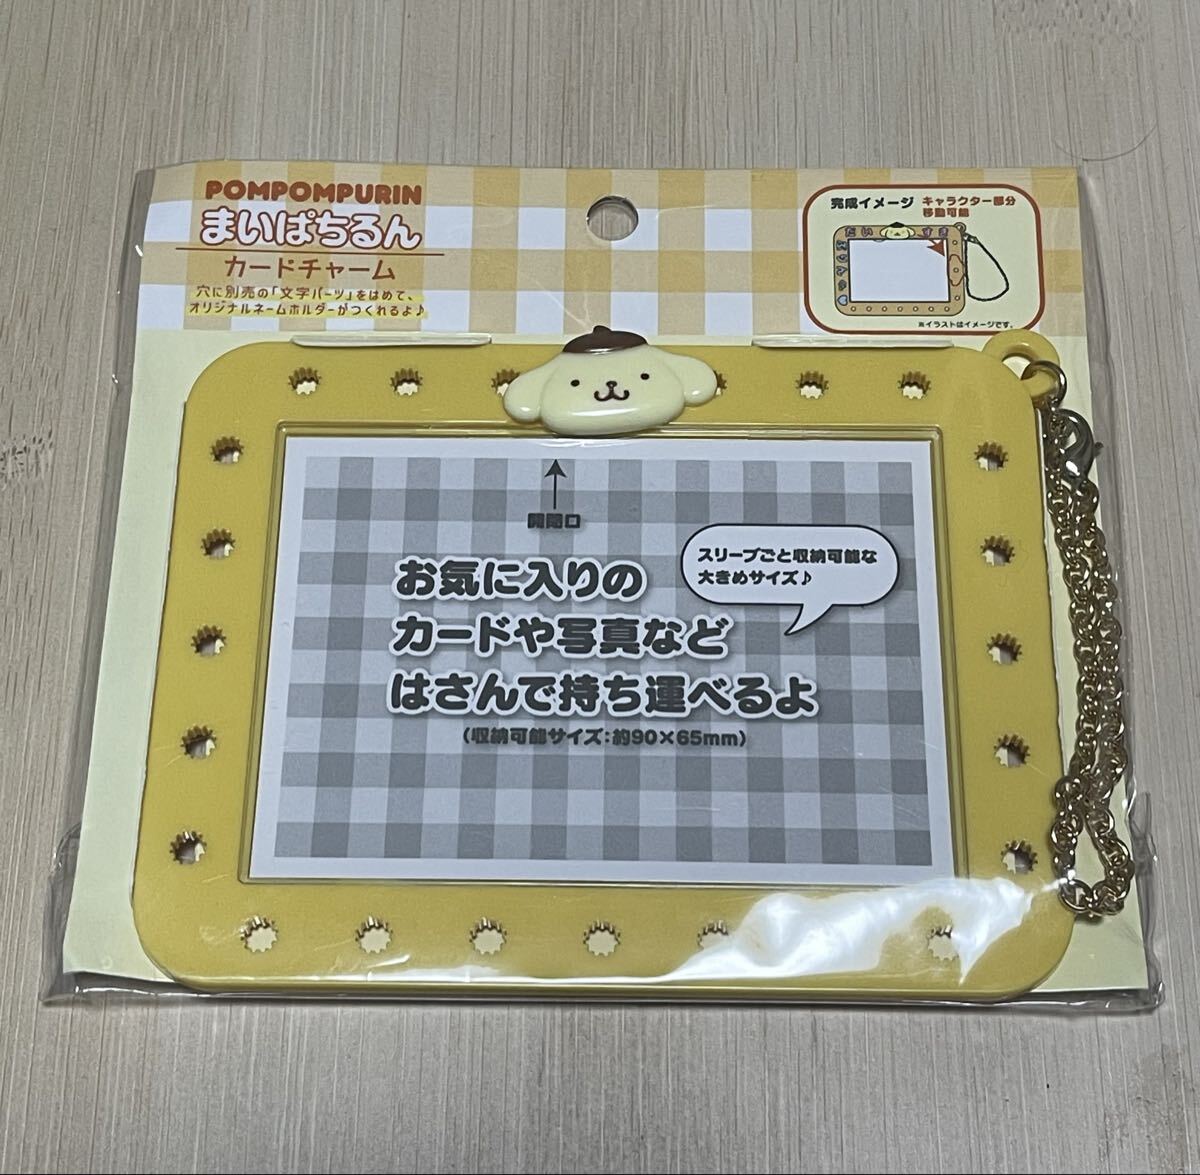 POMPOMPURIN
まいぱちるん
カードチャーム
穴に別売の「文字パーツ」をはめて、
オリジナルネームホルダーがつくれるよ♪
完成イメージ
キャラクター部分
移動可能
だいすき
※イラストはイメージです。
開閉口
スリーブごと収納可能な
大きめサイズ♪
お気に入りの
カードや写真など
はさんで持ち運べるよ
(収納可能サイズ:約90×65mm)